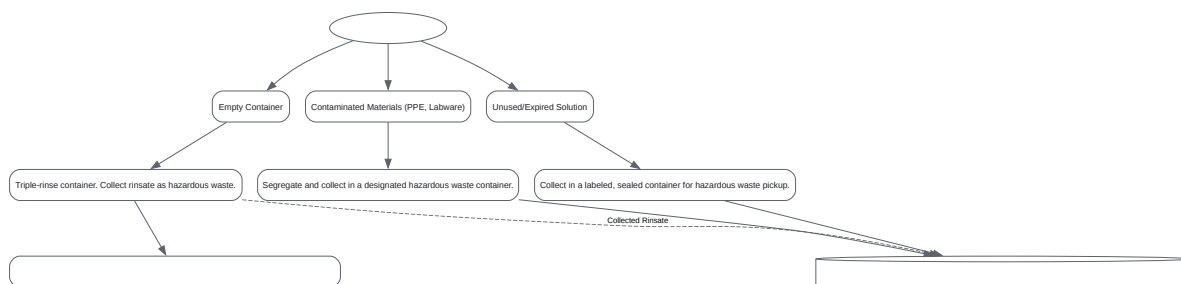 Empty Container
Contaminated Materials (PPE, Labware)
Unused/Expired Solution
Triple-rinse container. Collect rinsate as hazardous waste.
Segregate and collect in a designated hazardous waste container.
Collect in a labeled, sealed container for hazardous waste pickup.
Collected Rinsate